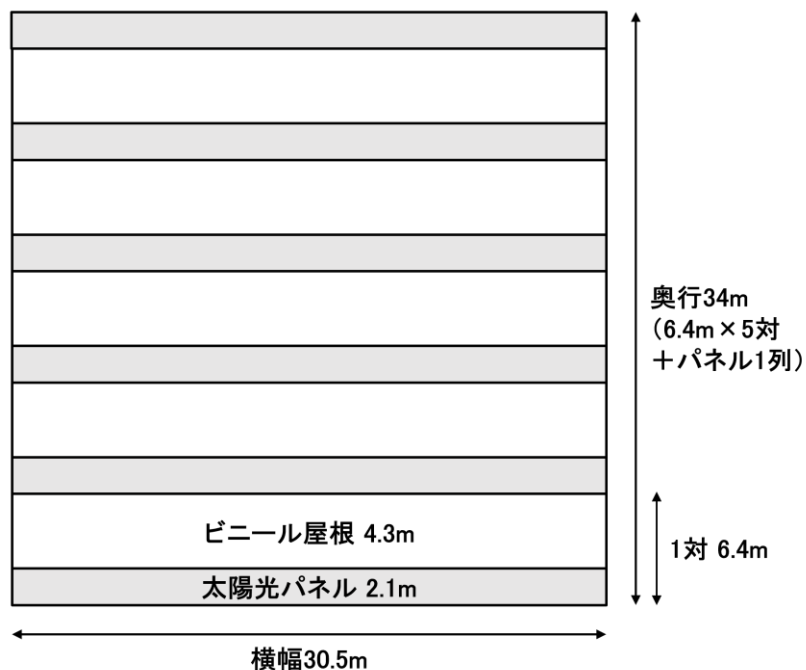 奥行34m
(6.4m×5対
+パネル1列)
ビニール屋根 4.3m
1対 6.4m
太陽光パネル 2.1m
横幅30.5m